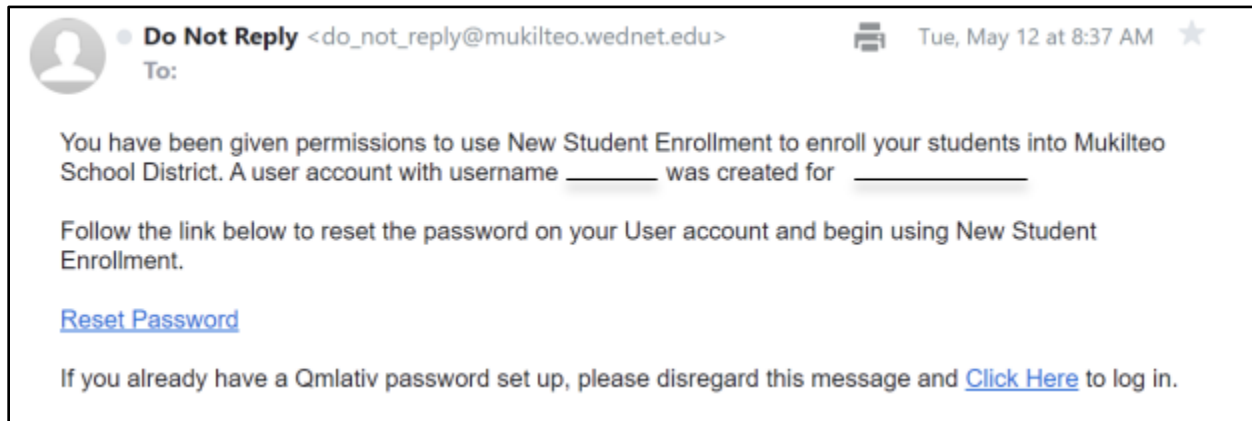 Do Not Reply <do_not_reply@mukilteo.wednet.edu> Tue, May 12 at 8:37 AM
To:
You have been given permissions to use New Student Enrollment to enroll your students into Mukilteo
School District. A user account with username ______ was created for ____________
Follow the link below to reset the password on your User account and begin using New Student
Enrollment.
Reset Password
If you already have a Qmlativ password set up, please disregard this message and Click Here to log in.